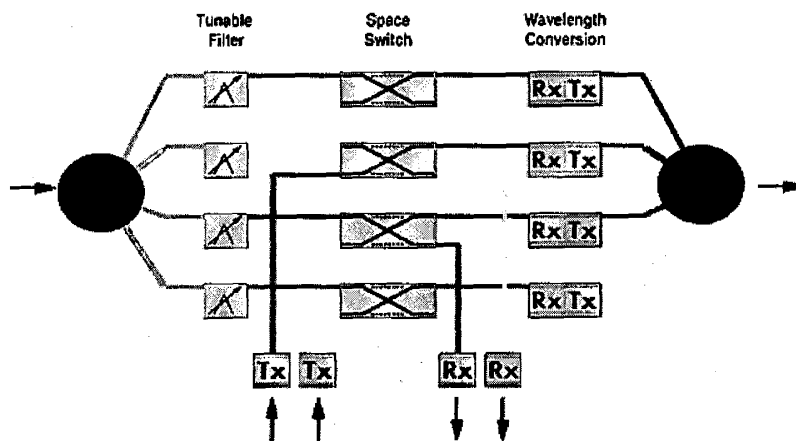 Tunable Filter
Space Switch
Wavelength Conversion
Rx Tx
Rx Tx
Rx Tx
Rx Tx
Tx Tx Rx Rx